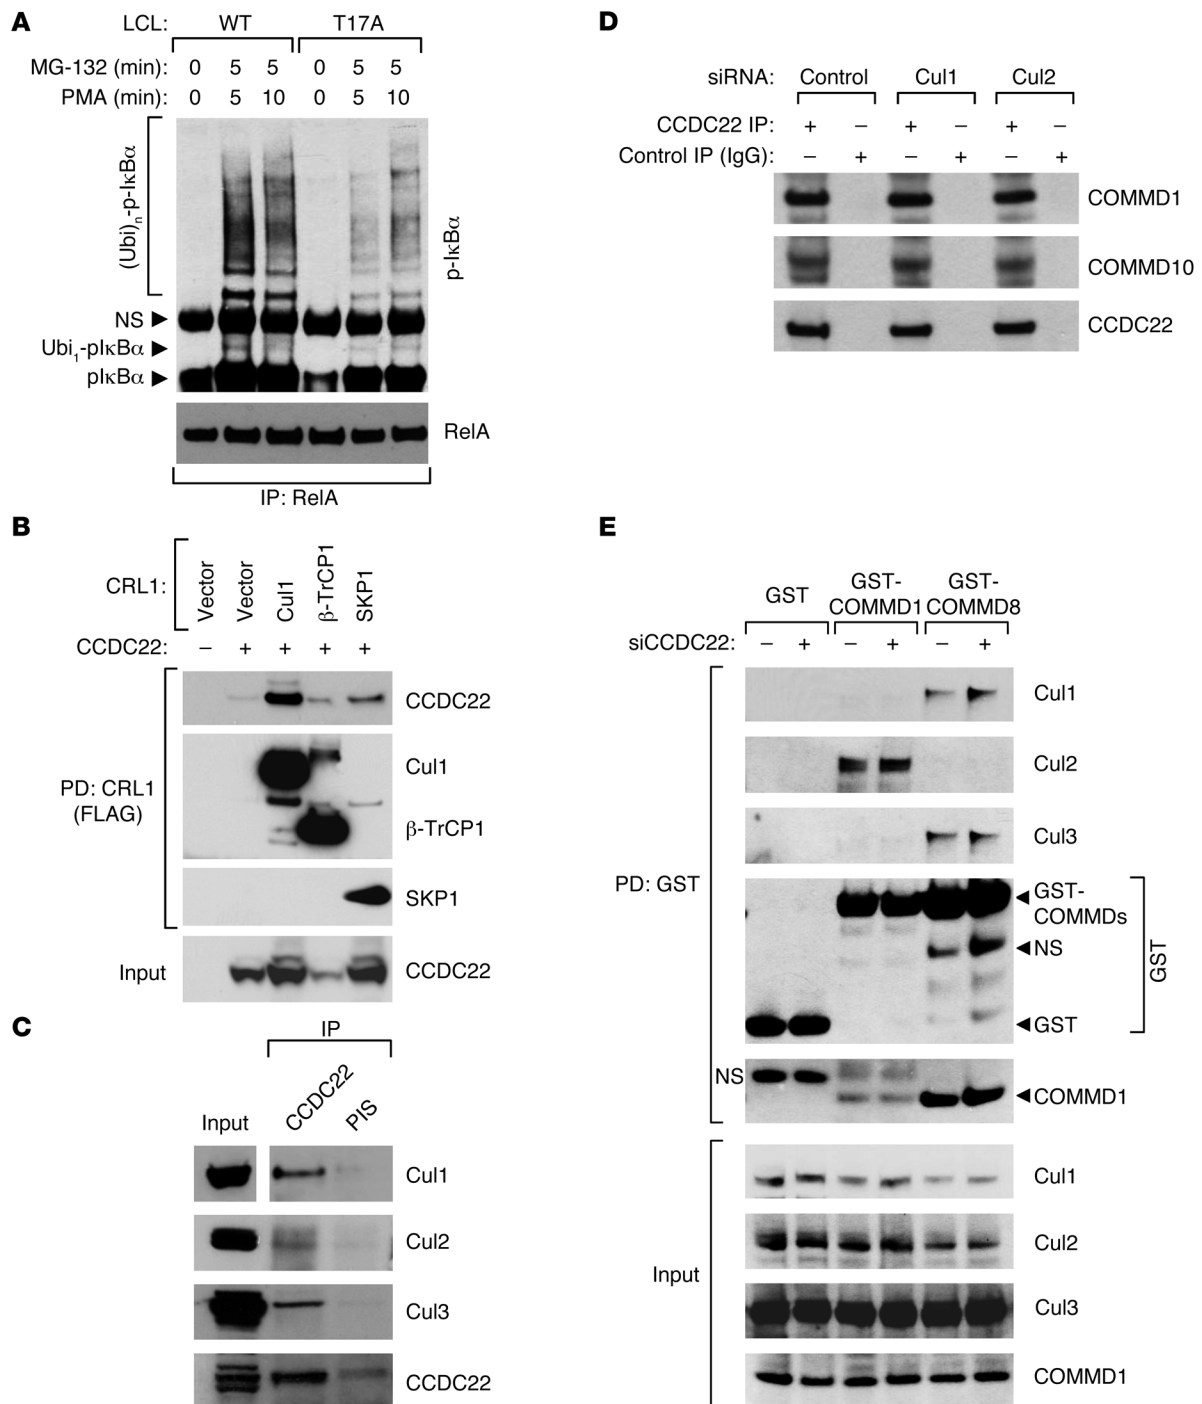 A
LCL: WT T17A
MG-132 (min): 0 5 5 0 5 5
PMA (min): 0 5 10 0 5 10
(Ubi)n-p-IκBα
p-IκBα
NS
Ubi1-pIκBα
pIκBα
RelA
IP: RelA
B
CRL1: Vector Vector Cul1 β-TrCP1 SKP1
CCDC22: – + + + +
PD: CRL1
(FLAG)
CCDC22
Cul1
β-TrCP1
SKP1
Input CCDC22
C
IP
Input CCDC22 PIS
Cul1
Cul2
Cul3
CCDC22
D
siRNA: Control Cul1 Cul2
CCDC22 IP: + – + – + –
Control IP (IgG): – + – + – +
COMMD1
COMMD10
CCDC22
E
GST GST-COMMD1 GST-COMMD8
siCCDC22: – + – + – +
PD: GST
Cul1
Cul2
Cul3
GST-
COMMDs
NS
GST
GST
NS COMMD1
Input
Cul1
Cul2
Cul3
COMMD1